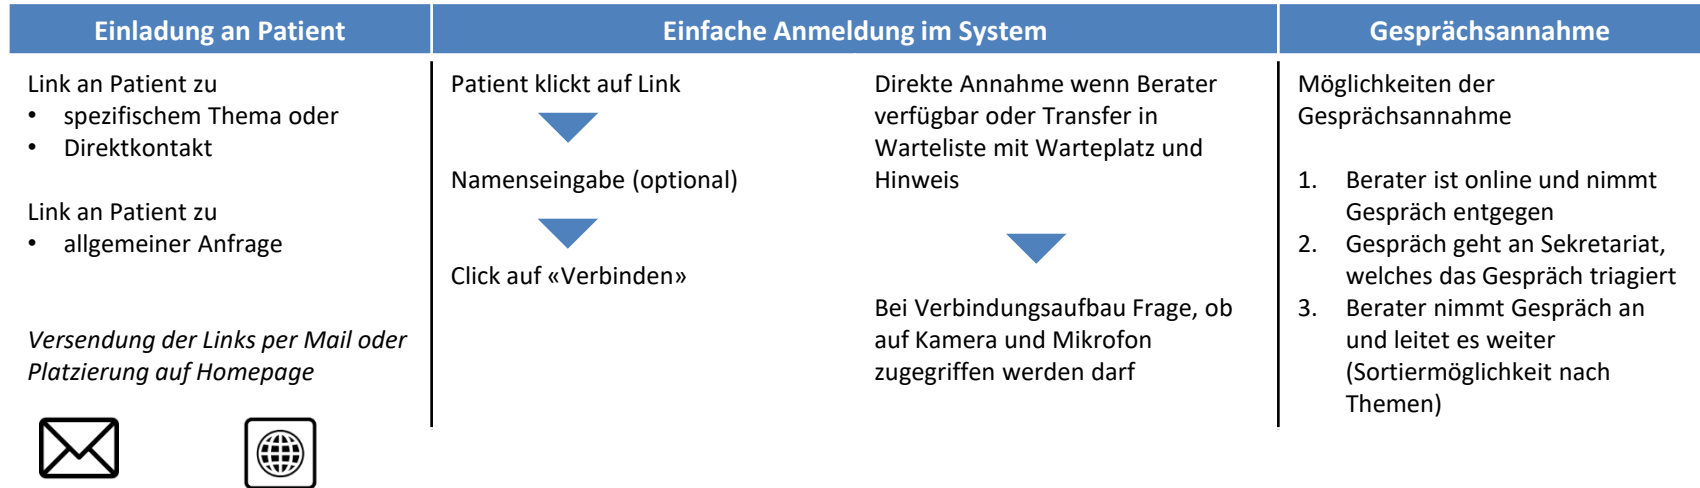 Einladung an Patient
Einfache Anmeldung im System
Gesprächsannahme
Link an Patient zu
• spezifischem Thema oder
• Direktkontakt
Link an Patient zu
• allgemeiner Anfrage
Versendung der Links per Mail oder
Platzierung auf Homepage
Patient klickt auf Link
Namenseingabe (optional)
Click auf «Verbinden»
Direkte Annahme wenn Berater
verfügbar oder Transfer in
Warteliste mit Warteplatz und
Hinweis
Bei Verbindungsaufbau Frage, ob
auf Kamera und Mikrofon
zugegriffen werden darf
Möglichkeiten der
Gesprächsannahme
1. Berater ist online und nimmt
Gespräch entgegen
2. Gespräch geht an Sekretariat,
welches das Gespräch triagiert
3. Berater nimmt Gespräch an
und leitet es weiter
(Sortiermöglichkeit nach
Themen)